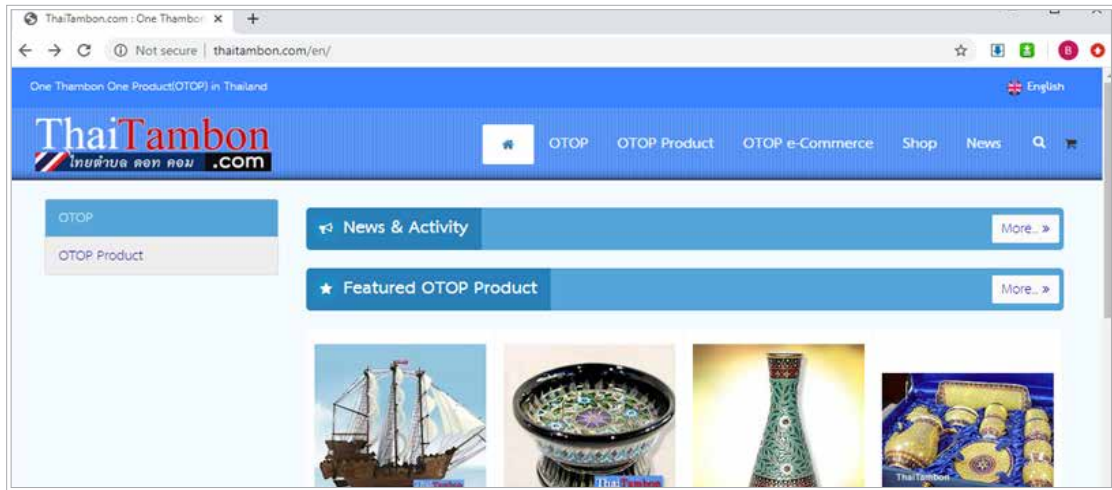 ThaiTambon.com : One Thambon
Not secure | thaitambon.com/en/
B
One Thambon One Product(OTOP) in Thailand
English
ThaiTambon
ไทยตำบล ดอท คอม .com
OTOP
OTOP Product
OTOP e-Commerce
Shop
News
OTOP
OTOP Product
News & Activity
More.. »
Featured OTOP Product
More.. »
ThaiTambon
ThaiTambon
ThaiTambon